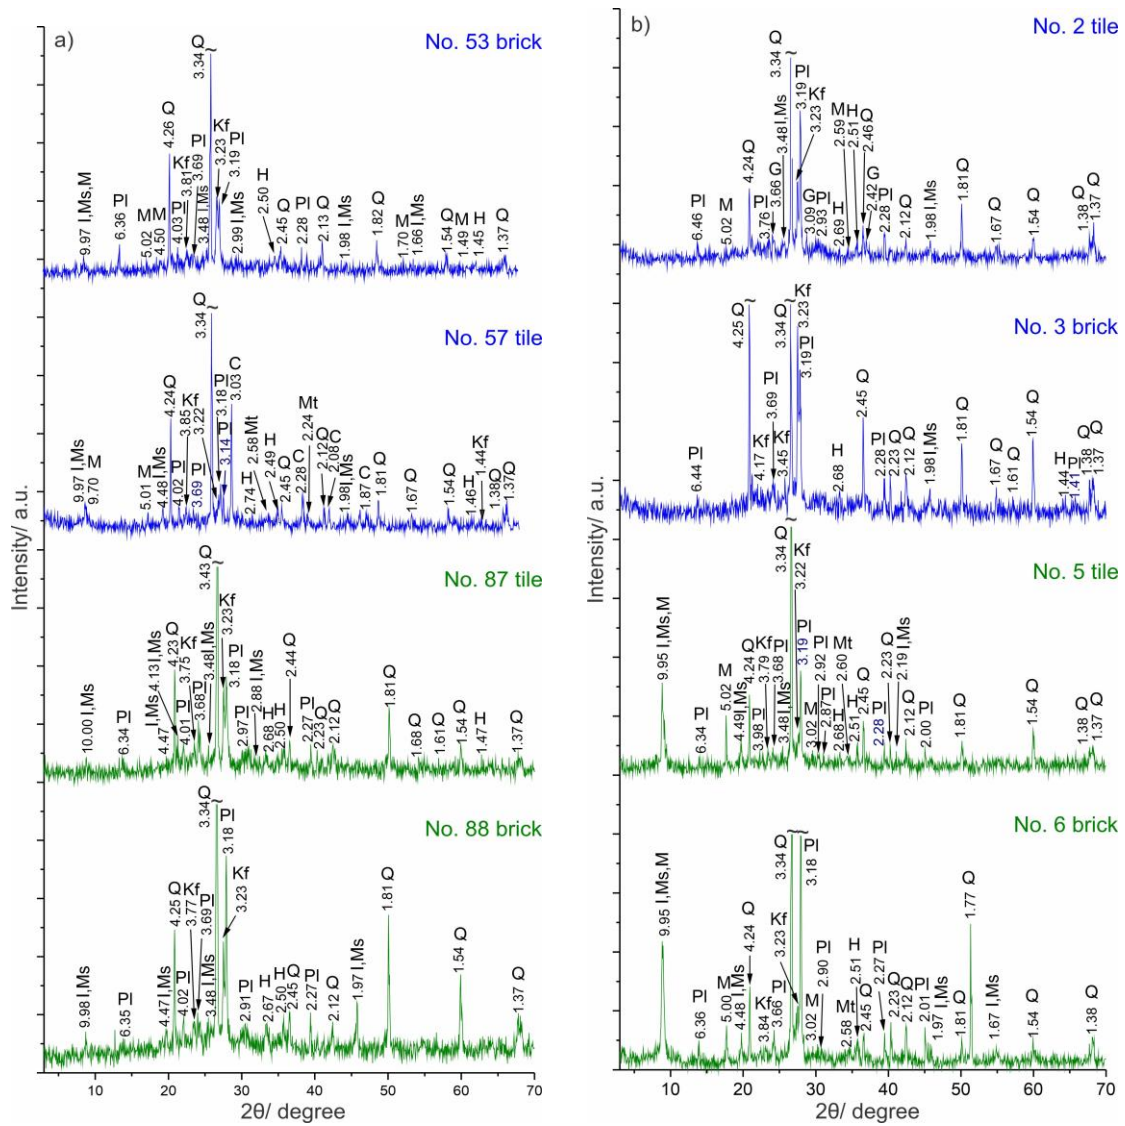 a)
No. 53 brick
Q
~
3.34
4.26 Q
Kf
3.23
Pl
3.19
Pl
3.69
Kf
3.81
Pl
4.03
3.48 I,Ms
9.97 I,Ms,M
6.36 Pl
5.02 M
4.50 M
2.99 I,Ms
H
2.50
2.45 Q
2.28 Pl
2.13 Q
1.98 I,Ms
1.82 Q
1.70 M
1.66 I,Ms
1.54 Q
1.49 M
1.45 H
1.37 Q
No. 57 tile
Q
~
3.34
4.24 Q
Kf
3.85
3.22
Pl
3.18
Pl
3.14
3.03 C
9.97 I,Ms
9.70 M
5.01 M
4.48 I,Ms
4.02 Pl
3.69 Pl
2.74 H
2.58 Mt
H
2.49
2.45 Q
2.28 C
Mt
2.24
2.12 Q
2.08 C
1.98 I,Ms
1.87 C
1.81 Q
1.67 Q
1.54 Q
1.46 H
1.44 Kf
1.38 Q
1.37 Q
No. 87 tile
3.43 Q
~
4.23 Q
4.13 I,Ms
Kf
3.75
3.48 I,Ms
Kf
3.23
3.18 Pl
10.00 I,Ms
6.34 Pl
4.47 I,Ms
4.01 Pl
3.68 Pl
2.97 Pl
2.88 I,Ms
2.68 H
2.50 H
2.44 Q
2.27 Pl
2.23 Q
2.12 Q
1.81 Q
1.68 Q
1.61 Q
1.54 Q
1.47 H
1.37 Q
No. 88 brick
3.34 Q
~
3.18 Pl
Kf
3.23
4.25 Q
Kf
3.77
Pl
3.69
9.98 I,Ms
6.35 Pl
4.47 I,Ms
4.02 Pl
3.48 I,Ms
2.91 Pl
2.67 H
2.50 H
2.45 Q
2.27 Pl
2.12 Q
1.97 I,Ms
1.81 Q
1.54 Q
1.37 Q
10 20 30 40 50 60 70
2θ/ degree
Intensity/ a.u.
b)
No. 2 tile
Q
~
3.34
3.19 Pl
Kf
3.23
4.24 Q
3.48 I,Ms
G
3.66
3.76 Pl
6.46 Pl
5.02 M
3.09 G
2.93 Pl
2.69 H
M
2.59
H
2.51
Q
2.46
G
2.42
2.28 Pl
2.12 Q
1.98 I,Ms
1.81 Q
1.67 Q
1.54 Q
1.38 Q
1.37 Q
No. 3 brick
4.25 Q
~
3.34 Q
~
Kf
3.23
3.19 Pl
Pl
3.69
6.44 Pl
4.17 Kf
3.45 Kf
2.68 H
2.45 Q
2.28 Pl
2.23 Q
2.12 Q
1.98 I,Ms
1.81 Q
1.67 Q
1.61 Q
1.54 Q
1.44 H
1.41 Pl
1.38 Q
1.37 Q
No. 5 tile
~
3.34 Q
Kf
3.22
3.19 Pl
9.95 I,Ms,M
6.34 Pl
5.02 M
4.24 Q
4.49 I,Ms
3.98 Pl
Kf
3.79
Pl
3.68
3.48 I,Ms
3.02 M
2.92 Pl
2.87 Pl
2.68 H
Mt
2.60
2.51 H
2.45 Q
2.28 Pl
2.23 Q
2.19 I,Ms
2.12 Q
2.00 Pl
1.81 Q
1.54 Q
1.38 Q
1.37 Q
No. 6 brick
3.34 Q
~~
3.18 Pl
Kf
3.23
9.95 I,Ms,M
4.24 Q
6.36 Pl
5.00 M
4.48 I,Ms
3.84 Kf
3.66 Pl
3.02 M
2.90 Pl
2.58 Mt
H
2.51
2.45 Q
Pl
2.27
2.23 Q
2.12 Q
2.01 Pl
1.97 I,Ms
1.81 Q
1.77 Q
1.67 I,Ms
1.54 Q
1.38 Q
10 20 30 40 50 60 70
2θ/ degree
Intensity/ a.u.